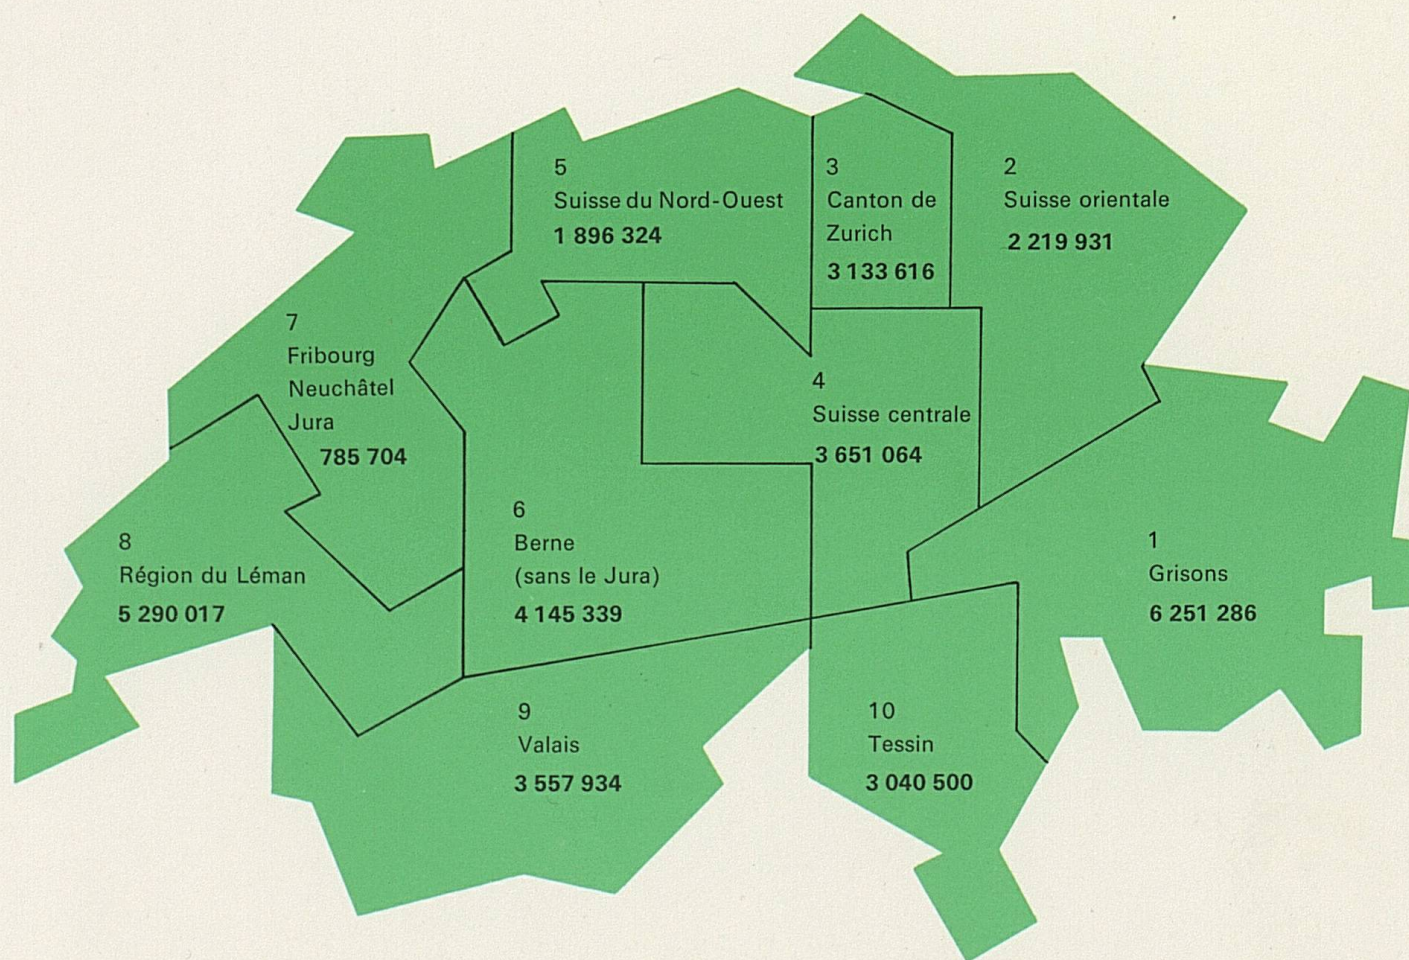 1
Grisons
6 251 286
2
Suisse orientale
2 219 931
3
Canton de
Zurich
3 133 616
4
Suisse centrale
3 651 064
5
Suisse du Nord-Ouest
1 896 324
6
Berne
(sans le Jura)
4 145 339
7
Fribourg
Neuchâtel
Jura
785 704
8
Région du Léman
5 290 017
9
Valais
3 557 934
10
Tessin
3 040 500